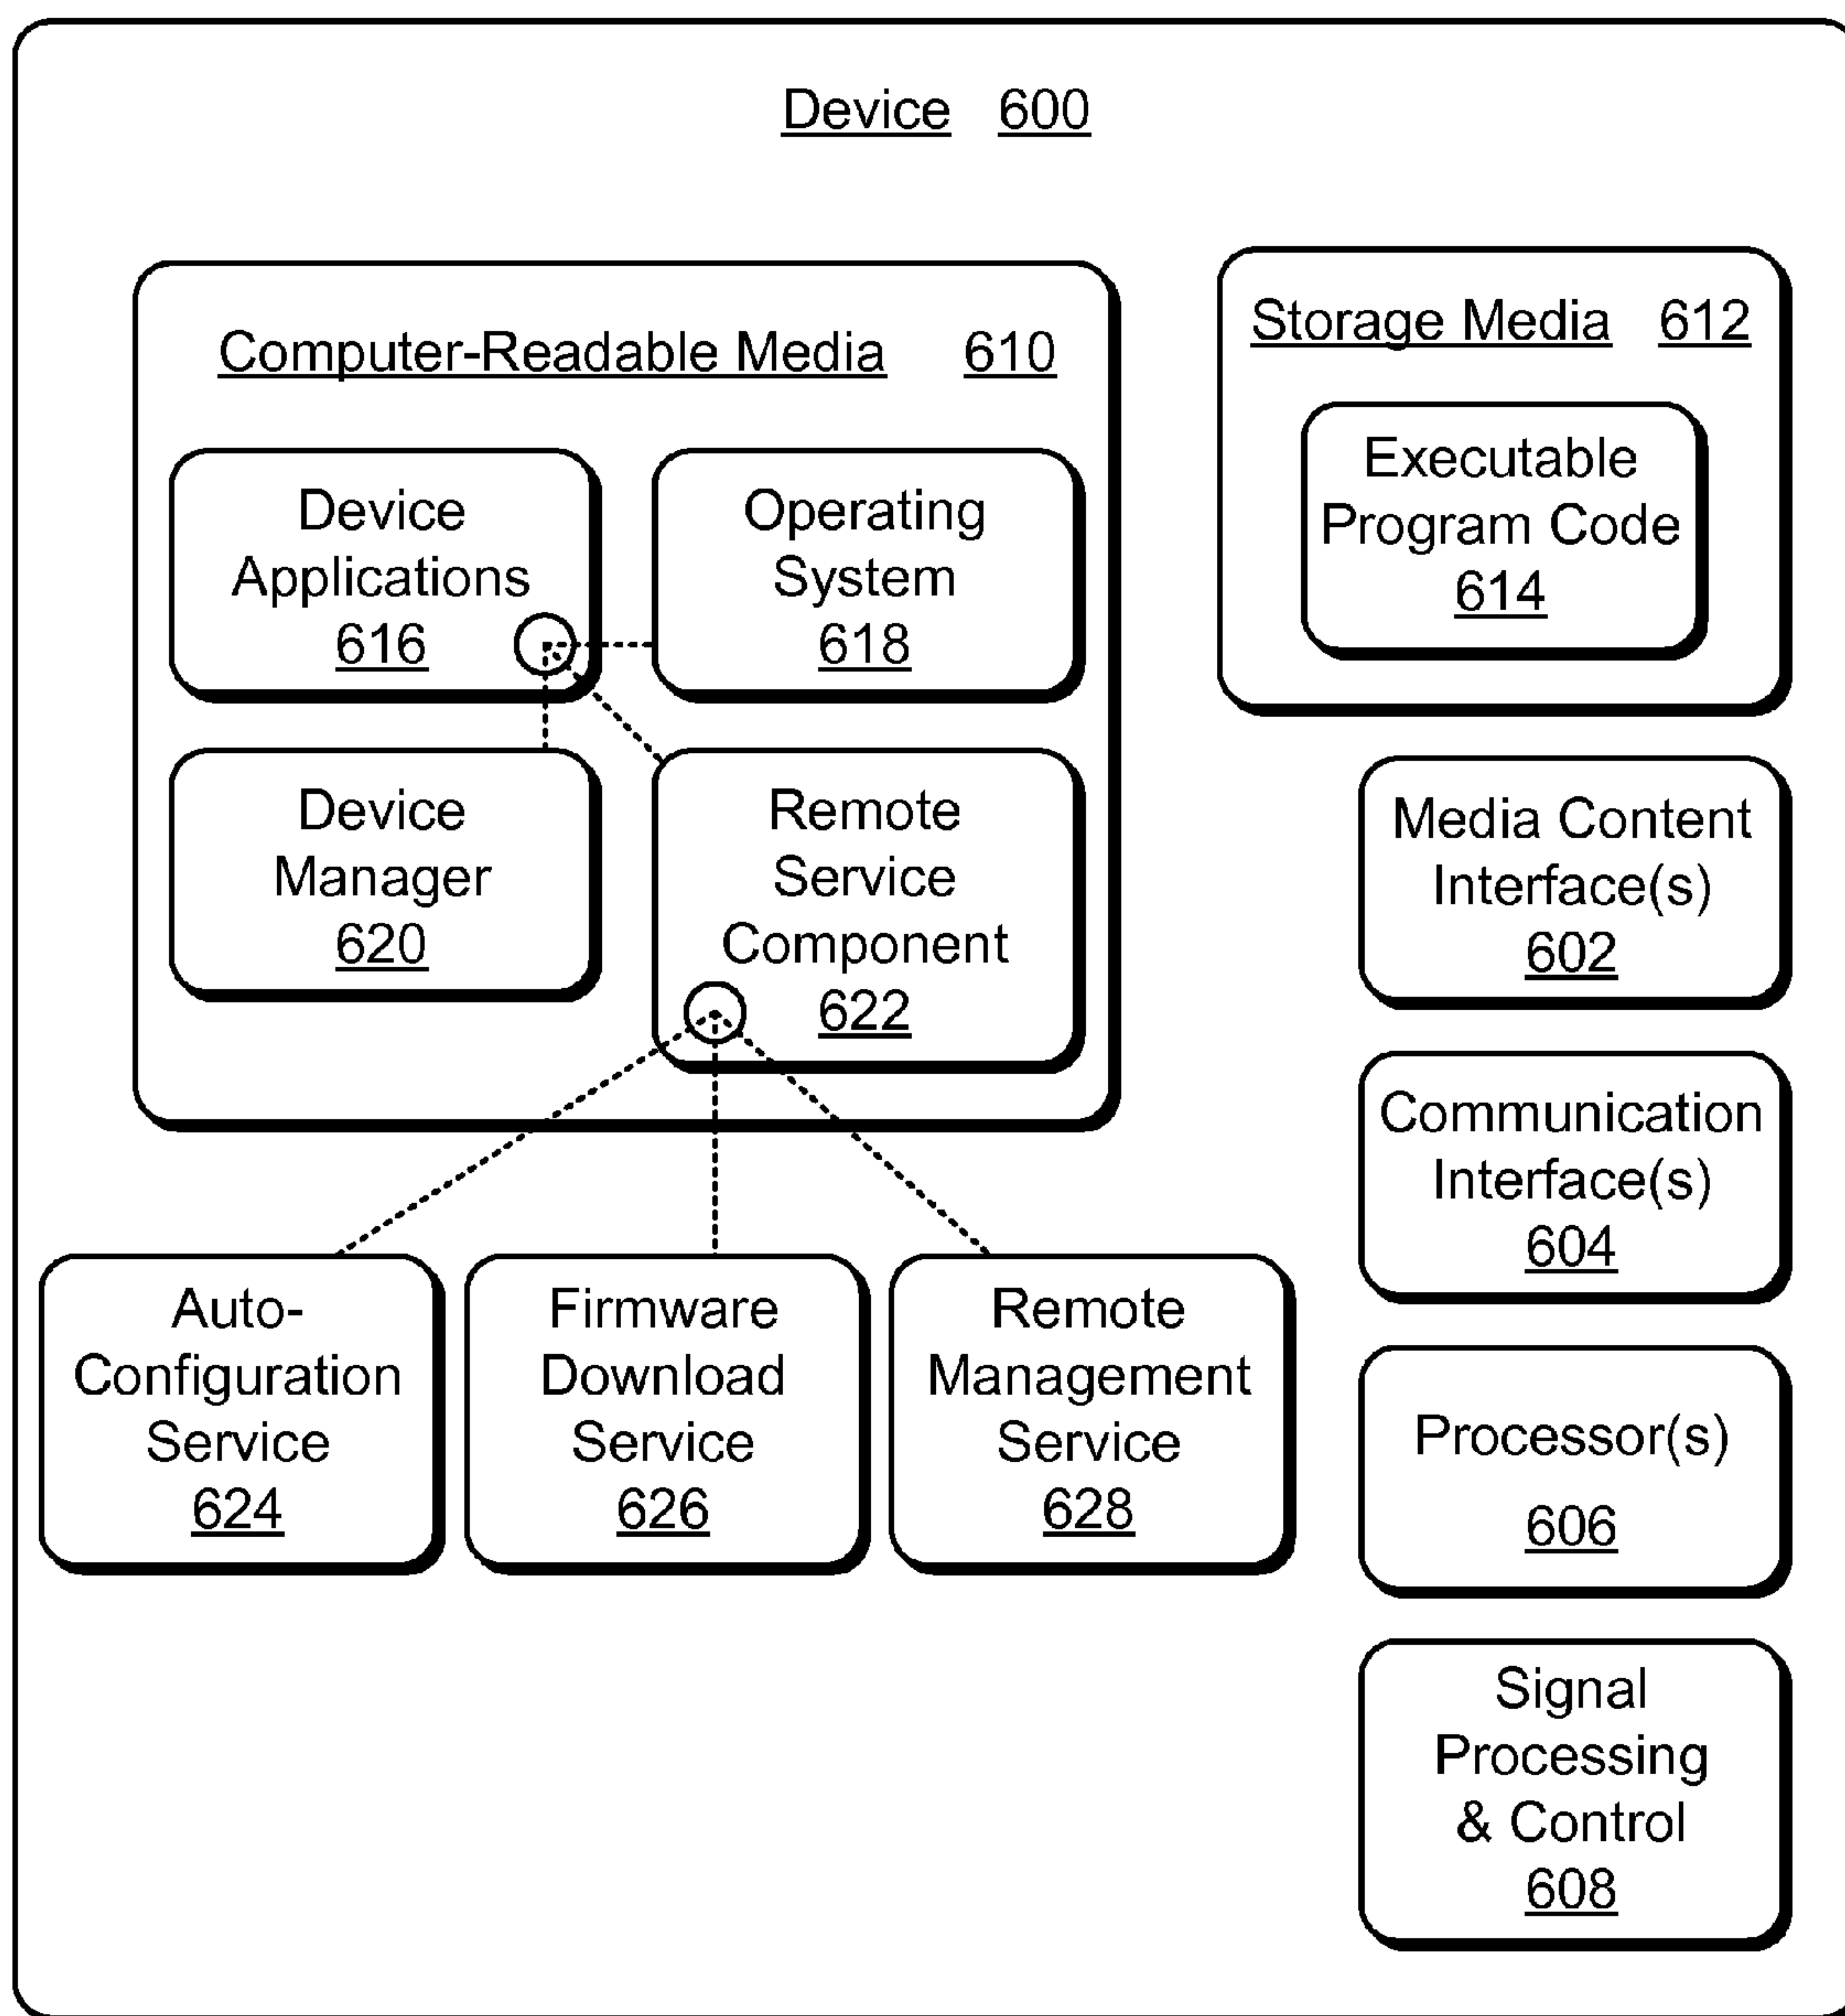 Device 600
Computer-Readable Media 610
Device
Applications
616
Operating
System
618
Device
Manager
620
Remote
Service
Component
622
Auto-
Configuration
Service
624
Firmware
Download
Service
626
Remote
Management
Service
628
Storage Media 612
Executable
Program Code
614
Media Content
Interface(s)
602
Communication
Interface(s)
604
Processor(s)
606
Signal
Processing
& Control
608